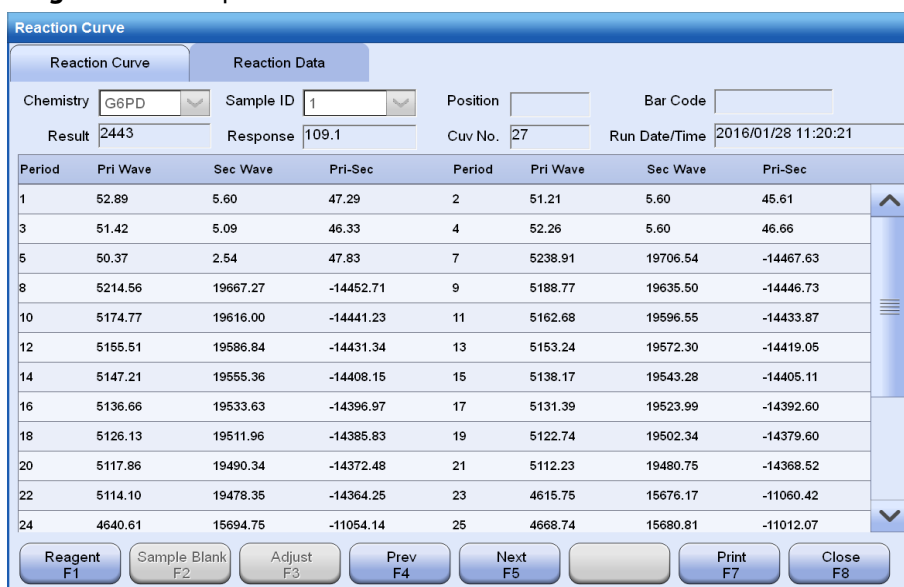 Reaction Curve
Reaction Curve Reaction Data
Chemistry G6PD Sample ID 1 Position Bar Code
Result 2443 Response 109.1 Cuv No. 27 Run Date/Time 2016/01/28 11:20:21
Period Pri Wave Sec Wave Pri-Sec Period Pri Wave Sec Wave Pri-Sec
1 52.89 5.60 47.29 2 51.21 5.60 45.61
3 51.42 5.09 46.33 4 52.26 5.60 46.66
5 50.37 2.54 47.83 7 5238.91 19706.54 -14467.63
8 5214.56 19667.27 -14452.71 9 5188.77 19635.50 -14446.73
10 5174.77 19616.00 -14441.23 11 5162.68 19596.55 -14433.87
12 5155.51 19586.84 -14431.34 13 5153.24 19572.30 -14419.05
14 5147.21 19555.36 -14408.15 15 5138.17 19543.28 -14405.11
16 5136.66 19533.63 -14396.97 17 5131.39 19523.99 -14392.60
18 5126.13 19511.96 -14385.83 19 5122.74 19502.34 -14379.60
20 5117.86 19490.34 -14372.48 21 5112.23 19480.75 -14368.52
22 5114.10 19478.35 -14364.25 23 4615.75 15676.17 -11060.42
24 4640.61 15694.75 -11054.14 25 4668.74 15680.81 -11012.07
Reagent Sample Blank Adjust Prev Next Print Close
F1 F2 F3 F4 F5 F7 F8